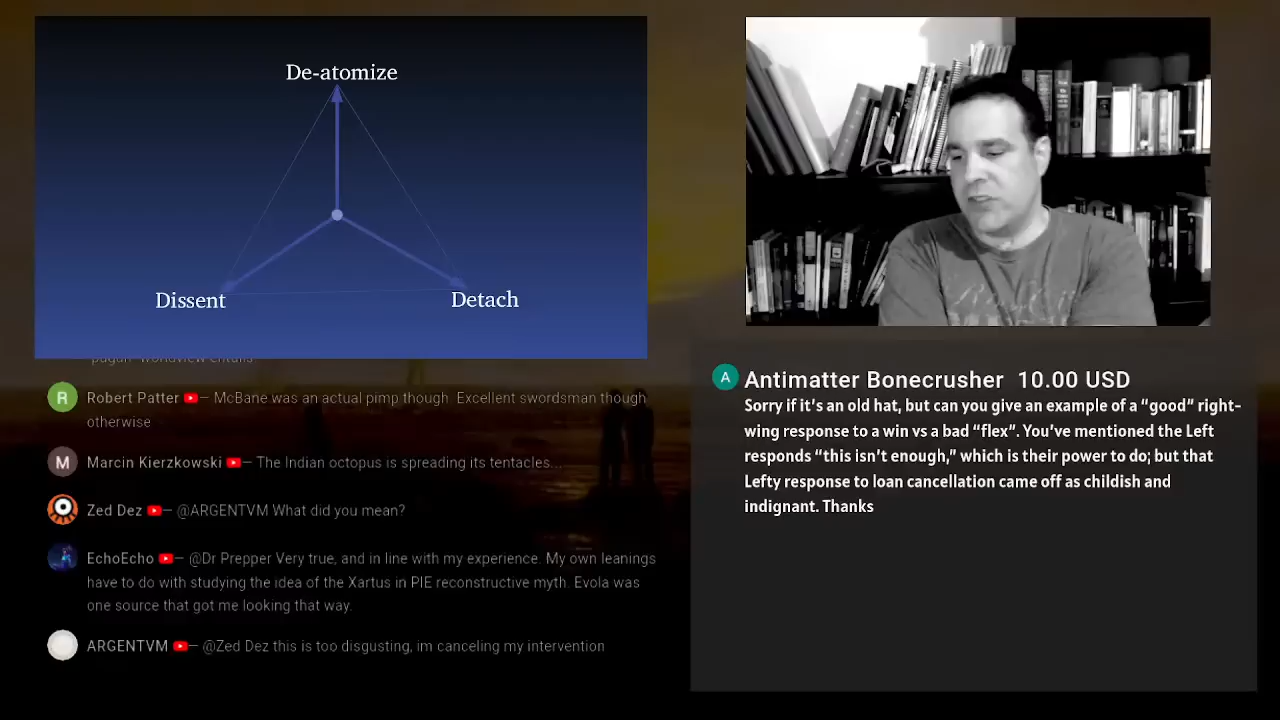 De-atomize
Dissent
Detach
"pagan" worldview entails
Robert Patter — McBane was an actual pimp though. Excellent swordsman though
otherwise
M
Marcin Kierzkowski — The Indian octopus is spreading its tentacles...
Zed Dez — @ARGENTVM What did you mean?
EchoEcho — @Dr Prepper Very true, and in line with my experience. My own leanings
have to do with studying the idea of the Xartus in PIE reconstructive myth. Evola was
one source that got me looking that way.
ARGENTVM — @Zed Dez this is too disgusting, im canceling my intervention
R
A
Antimatter Bonecrusher 10.00 USD
Sorry if it's an old hat, but can you give an example of a “good” right-
wing response to a win vs a bad “flex”. You've mentioned the Left
responds “this isn't enough,” which is their power to do; but that
Lefty response to loan cancellation came off as childish and
indignant. Thanks